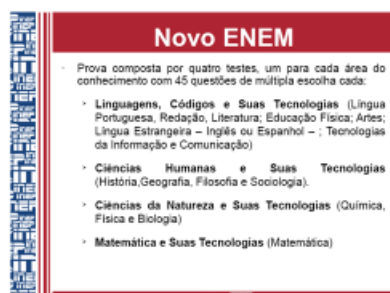 Novo ENEM
Prova composta por quatro testes, um para cada área do
conhecimento com 45 questões de múltipla escolha cada:
Linguagens, Códigos e Suas Tecnologias (Língua
Portuguesa, Redação, Literatura; Educação Física; Artes;
Língua Estrangeira – Inglês ou Espanhol – ; Tecnologias
da Informação e Comunicação)
Ciências Humanas e Suas Tecnologias
(História,Geografia, Filosofia e Sociologia).
Ciências da Natureza e Suas Tecnologias (Química,
Física e Biologia)
Matemática e Suas Tecnologias (Matemática)